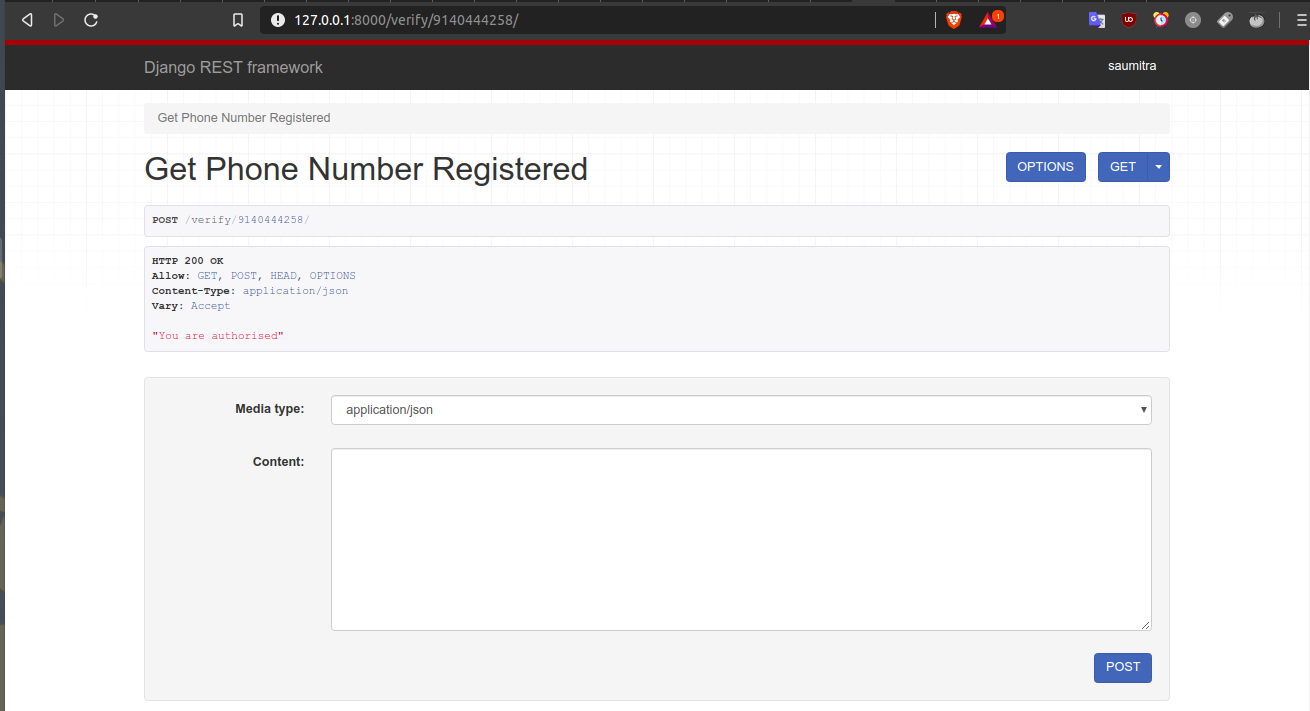 127.0.0.1:8000/verify/9140444258/
1
Django REST framework
saumitra
Get Phone Number Registered
Get Phone Number Registered
OPTIONS
GET
POST /verify/9140444258/
HTTP 200 OK
Allow: GET, POST, HEAD, OPTIONS
Content-Type: application/json
Vary: Accept
"You are authorised"
Media type:
application/json
Content:
POST